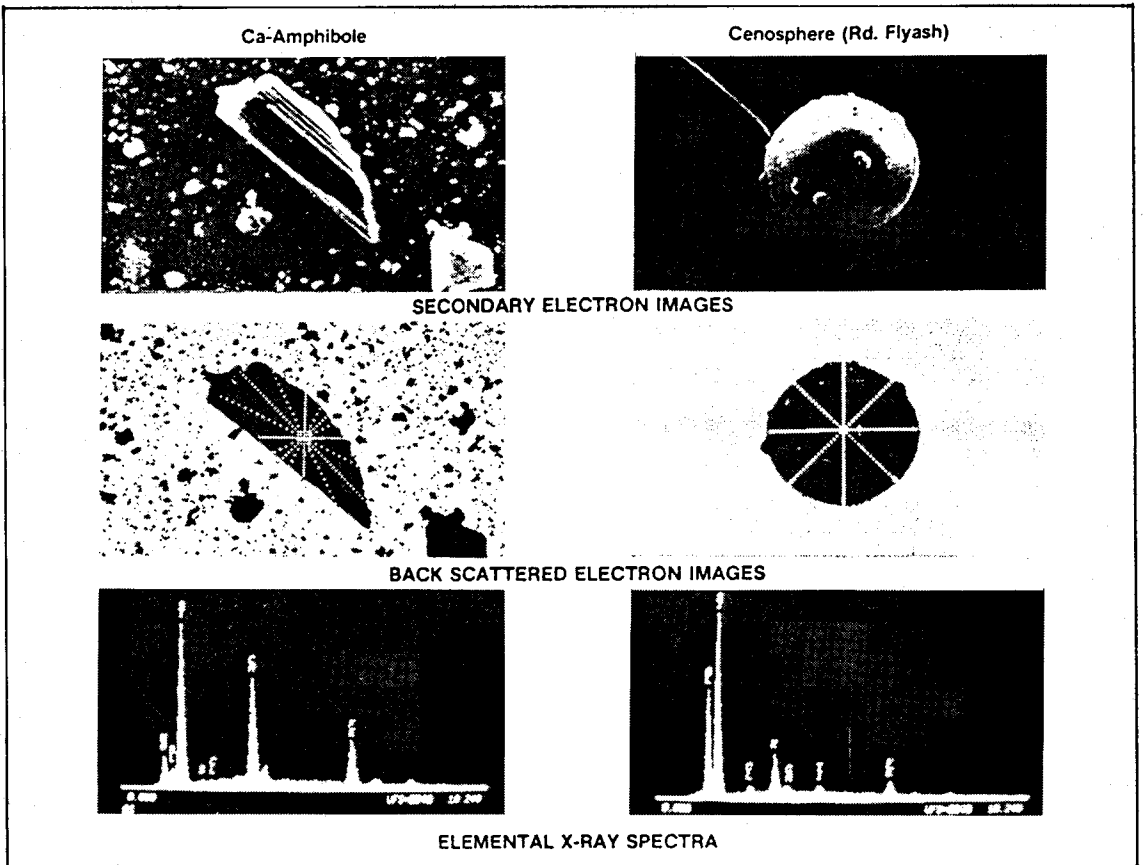 Ca-Amphibole
Cenosphere (Rd. Flyash)
SECONDARY ELECTRON IMAGES
BACK SCATTERED ELECTRON IMAGES
ELEMENTAL X-RAY SPECTRA